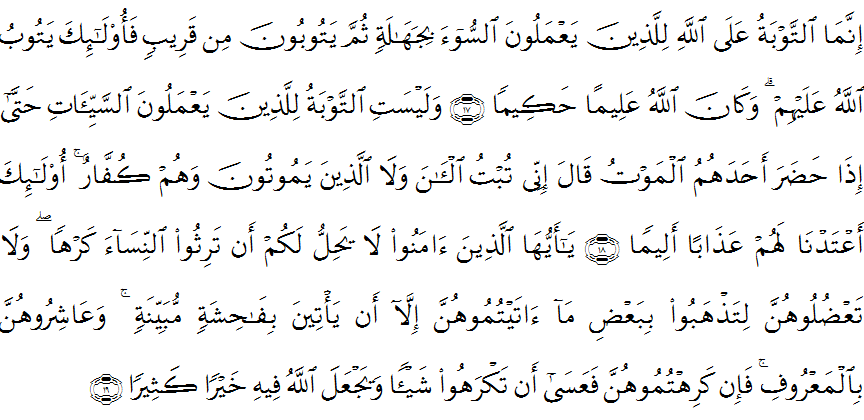 إِنَّمَا ٱلتَّوْبَةُ عَلَى ٱللَّهِ لِلَّذِينَ يَعْمَلُونَ ٱلسُّوٓءَ بِجَهَـٰلَةٍ ثُمَّ يَتُوبُونَ مِن قَرِيبٍ فَأُو۟لَـٰٓئِكَ يَتُوبُ
ٱللَّهُ عَلَيْهِمْ ۗ وَكَانَ ٱللَّهُ عَلِيمًا حَكِيمًا ١٧ وَلَيْسَتِ ٱلتَّوْبَةُ لِلَّذِينَ يَعْمَلُونَ ٱلسَّيِّـَٔاتِ حَتَّىٰٓ
إِذَا حَضَرَ أَحَدَهُمُ ٱلْمَوْتُ قَالَ إِنِّى تُبْتُ ٱلْـَٔـٰنَ وَلَا ٱلَّذِينَ يَمُوتُونَ وَهُمْ كُفَّارٌ ۚ أُو۟لَـٰٓئِكَ
أَعْتَدْنَا لَهُمْ عَذَابًا أَلِيمًا ١٨ يَـٰٓأَيُّهَا ٱلَّذِينَ ءَامَنُوا۟ لَا يَحِلُّ لَكُمْ أَن تَرِثُوا۟ ٱلنِّسَآءَ كَرْهًا ۖ وَلَا
تَعْضُلُوهُنَّ لِتَذْهَبُوا۟ بِبَعْضِ مَآ ءَاتَيْتُمُوهُنَّ إِلَّآ أَن يَأْتِينَ بِفَـٰحِشَةٍ مُّبَيِّنَةٍ ۚ وَعَاشِرُوهُنَّ
بِٱلْمَعْرُوفِ ۚ فَإِن كَرِهْتُمُوهُنَّ فَعَسَىٰٓ أَن تَكْرَهُوا۟ شَيْـًٔا وَيَجْعَلَ ٱللَّهُ فِيهِ خَيْرًا كَثِيرًا ١٩